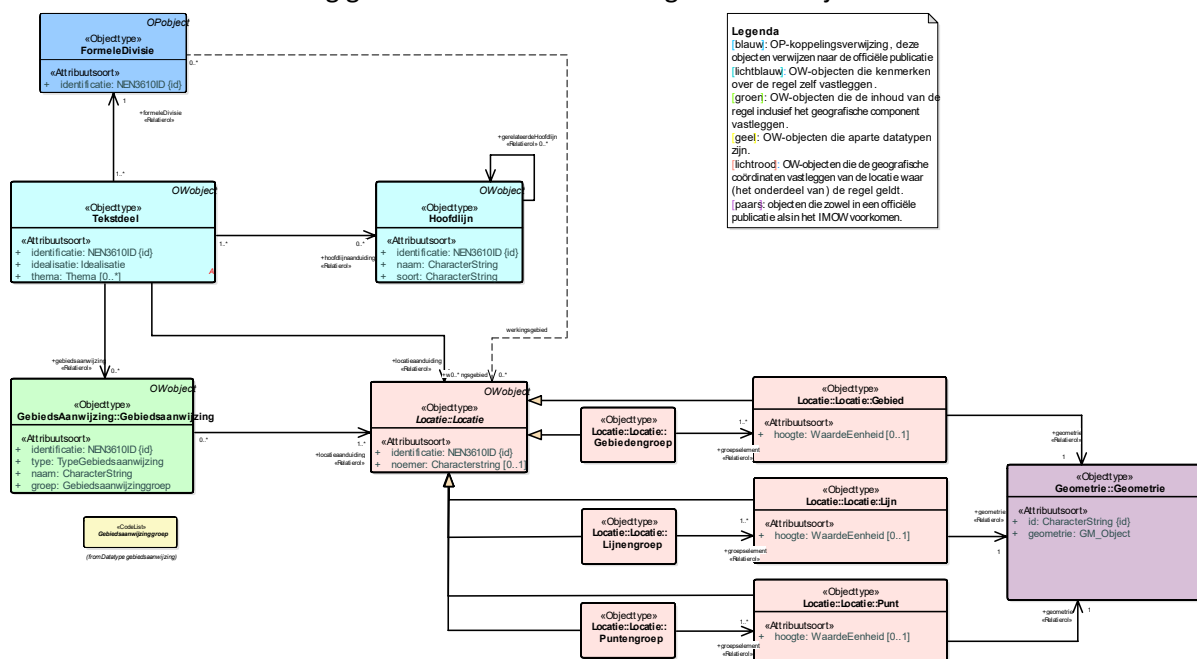 OPobject
«Objecttype»
FormeleDivisie
«Attribuutsoort»
+ identificatie: NEN3610ID {id}
0..*
1
+formeleDivisie
«Relatierol»
1..*
Legenda
[blauw]: OP-koppelingsverwijzing, deze
objecten verwijzen naar de officiële publicatie
[lichtblauw]: OW-objecten die kenmerken
over de regel zelf vastleggen.
[groen]: OW-objecten die de inhoud van de
regel inclusief het geografische component
vastleggen.
[geel]: OW-objecten die aparte datatypen
zijn.
[lichtrood]: OW-objecten die de geografische
coördinaten vastleggen van de locatie waar
(het onderdeel van) de regel geldt.
[paars]: objecten die zowel in een officiële
publicatie als in het IMOW voorkomen.
+gerelateerdeHoofdlijn
«Relatierol» 0..*
OWobject
«Objecttype»
Tekstdeel
«Attribuutsoort»
+ identificatie: NEN3610ID {id}
+ idealisatie: Idealisatie
+ thema: Thema [0..*]
1..*
0..*
+hoofdlijnaanduiding
«Relatierol»
OWobject
«Objecttype»
Hoofdlijn
«Attribuutsoort»
+ identificatie: NEN3610ID {id}
+ naam: CharacterString
+ soort: CharacterString
werkingsgebied
+gebiedsaanwijzing
«Relatierol»
0..*
+locatieaanduiding
«Relatierol»
0..*
OWobject
«Objecttype»
GebiedsAanwijzing::Gebiedsaanwijzing
«Attribuutsoort»
+ identificatie: NEN3610ID {id}
+ type: TypeGebiedsaanwijzing
+ naam: CharacterString
+ groep: Gebiedsaanwijzinggroep
0..*
1..*
+locatieaanduiding
«Relatierol»
OWobject
«Objecttype»
Locatie::Locatie
«Attribuutsoort»
+ identificatie: NEN3610ID {id}
+ noemer: Characterstring [0..1]
«Objecttype»
Locatie::Locatie::
Gebiedengroep
1..*
+groepselement
«Relatierol»
«Objecttype»
Locatie::Locatie::Gebied
«Attribuutsoort»
+ hoogte: WaardeEenheid [0..1]
+geometrie
«Relatierol»
1
«Objecttype»
Geometrie::Geometrie
«Attribuutsoort»
+ id: CharacterString {id}
+ geometrie: GM_Object
«CodeList»
Gebiedsaanwijzinggroep
(from Datatype gebiedsaanwijzing)
«Objecttype»
Locatie::Locatie::
Lijnengroep
1..*
+groepselement
«Relatierol»
«Objecttype»
Locatie::Locatie::Lijn
«Attribuutsoort»
+ hoogte: WaardeEenheid [0..1]
+geometrie
«Relatierol»
1
«Objecttype»
Locatie::Locatie::
Puntengroep
1..*
+groepselement
«Relatierol»
«Objecttype»
Locatie::Locatie::Punt
«Attribuutsoort»
+ hoogte: WaardeEenheid [0..1]
+geometrie
«Relatierol»
1